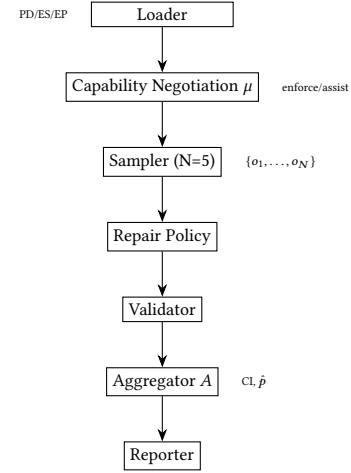 PD/ES/EP Loader
Capability Negotiation μ enforce/assist
Sampler (N=5) {o₁, . . . , o_N}
Repair Policy
Validator
Aggregator A CI, p̂
Reporter